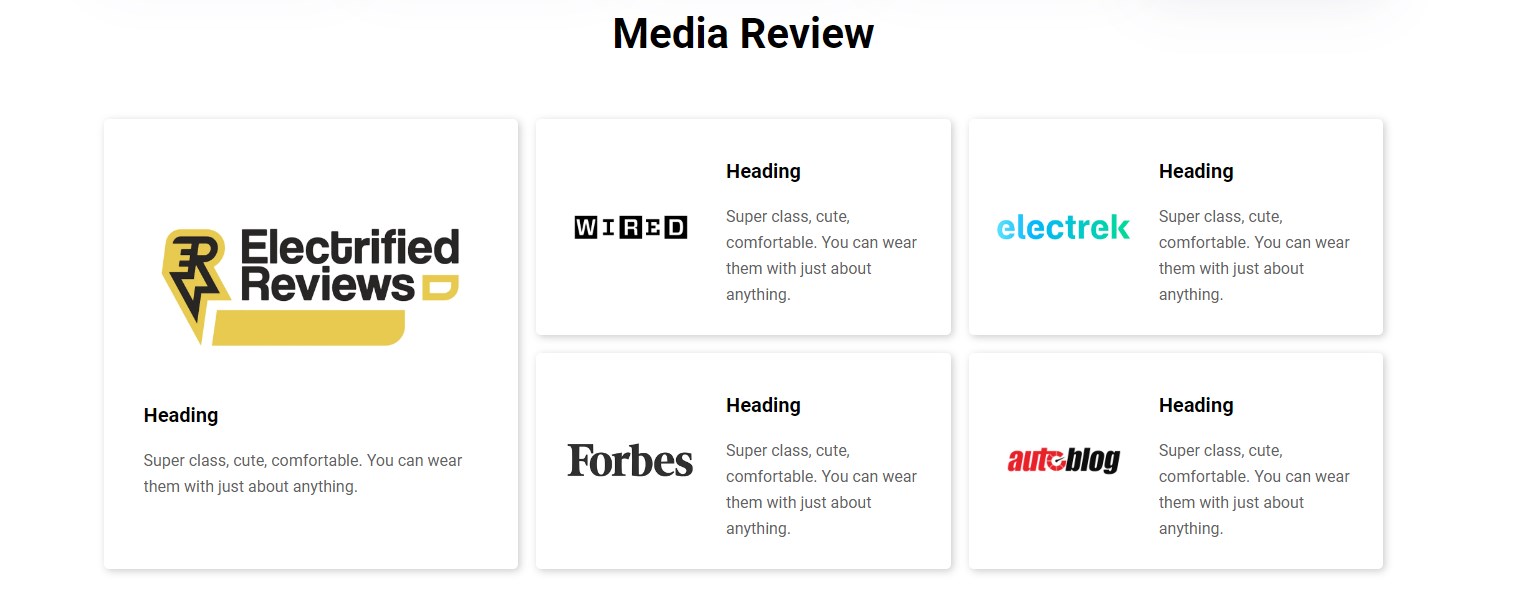 Media Review
Electrified
Reviews
Heading
Super class, cute, comfortable. You can wear
them with just about anything.
WIRED
Heading
Super class, cute,
comfortable. You can wear
them with just about
anything.
electrek
Heading
Super class, cute,
comfortable. You can wear
them with just about
anything.
Forbes
Heading
Super class, cute,
comfortable. You can wear
them with just about
anything.
autoblog
Heading
Super class, cute,
comfortable. You can wear
them with just about
anything.